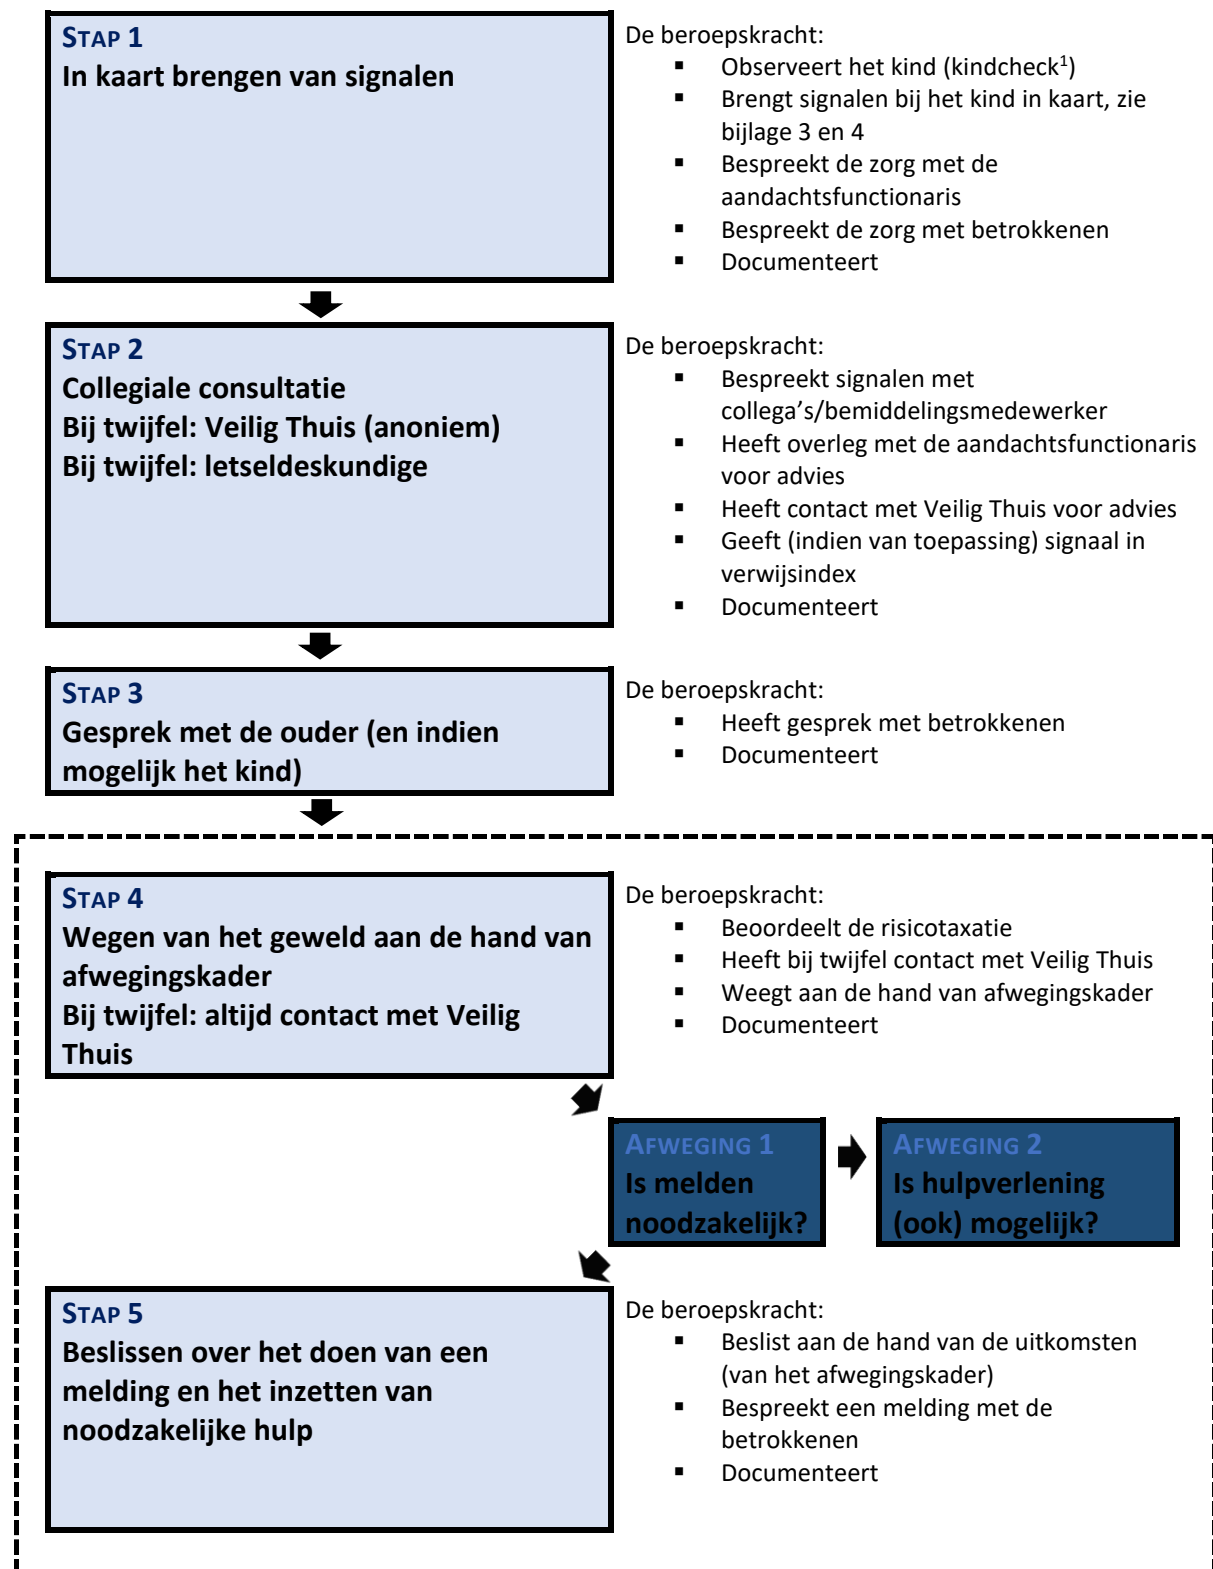 STAP 1
In kaart brengen van signalen
De beroepskracht:
▪ Observeert het kind (kindcheck¹)
▪ Brengt signalen bij het kind in kaart, zie
bijlage 3 en 4
▪ Bespreekt de zorg met de
aandachtsfunctionaris
▪ Bespreekt de zorg met betrokkenen
▪ Documenteert
STAP 2
Collegiale consultatie
Bij twijfel: Veilig Thuis (anoniem)
Bij twijfel: letseldeskundige
De beroepskracht:
▪ Bespreekt signalen met
collega’s/bemiddelingsmedewerker
▪ Heeft overleg met de aandachtsfunctionaris
voor advies
▪ Heeft contact met Veilig Thuis voor advies
▪ Geeft (indien van toepassing) signaal in
verwijsindex
▪ Documenteert
STAP 3
Gesprek met de ouder (en indien
mogelijk het kind)
De beroepskracht:
▪ Heeft gesprek met betrokkenen
▪ Documenteert
STAP 4
Wegen van het geweld aan de hand van
afwegingskader
Bij twijfel: altijd contact met Veilig
Thuis
De beroepskracht:
▪ Beoordeelt de risicotaxatie
▪ Heeft bij twijfel contact met Veilig Thuis
▪ Weegt aan de hand van afwegingskader
▪ Documenteert
AFWEGING 1
Is melden
noodzakelijk?
AFWEGING 2
Is hulpverlening
(ook) mogelijk?
STAP 5
Beslissen over het doen van een
melding en het inzetten van
noodzakelijke hulp
De beroepskracht:
▪ Beslist aan de hand van de uitkomsten
(van het afwegingskader)
▪ Bespreekt een melding met de
betrokkenen
▪ Documenteert